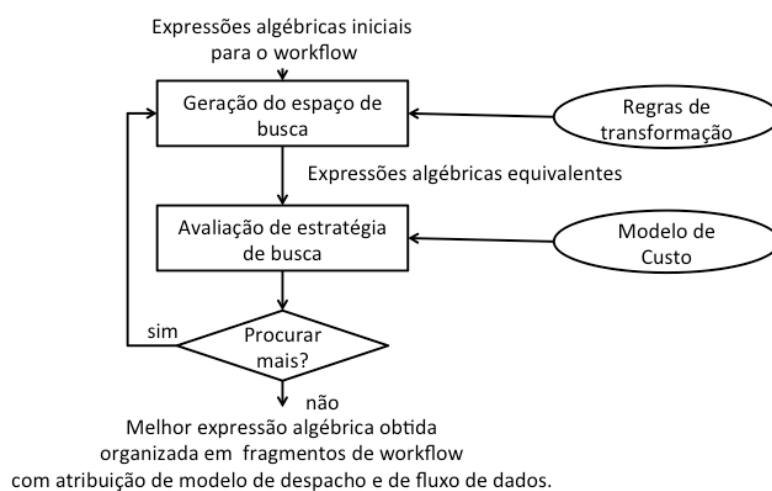 Expressões algébricas iniciais
para o workflow
Geração do espaço de
busca
Regras de
transformação
Expressões algébricas equivalentes
Avaliação de estratégia
de busca
Modelo de
Custo
sim
Procurar
mais?
não
Melhor expressão algébrica obtida
organizada em fragmentos de workflow
com atribuição de modelo de despacho e de fluxo de dados.